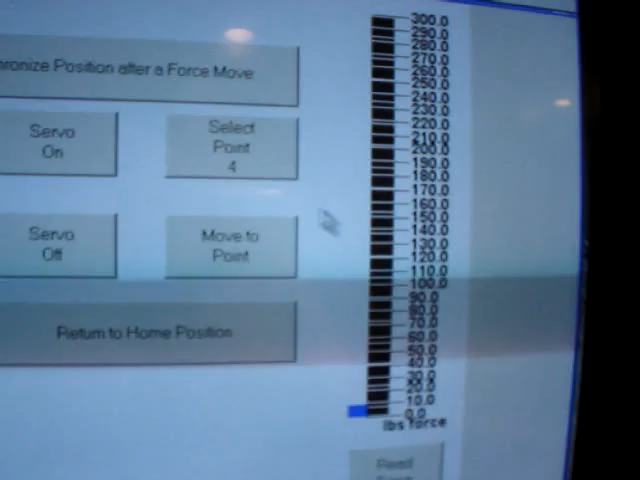 ronize Position after a Force Move
Servo
On
Select
Point
4
Servo
Off
Move to
Point
Return to Home Position
300.0
290.0
280.0
270.0
260.0
250.0
240.0
230.0
220.0
210.0
200.0
190.0
180.0
170.0
160.0
150.0
140.0
130.0
120.0
110.0
100.0
90.0
80.0
70.0
60.0
50.0
40.0
30.0
20.0
10.0
0.0
lbs force
Read